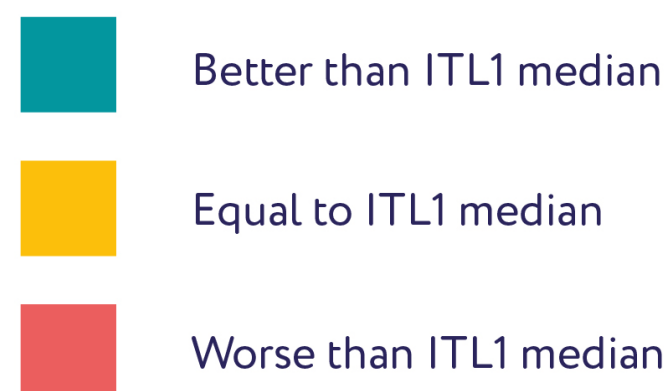 Better than ITL1 median
Equal to ITL1 median
Worse than ITL1 median